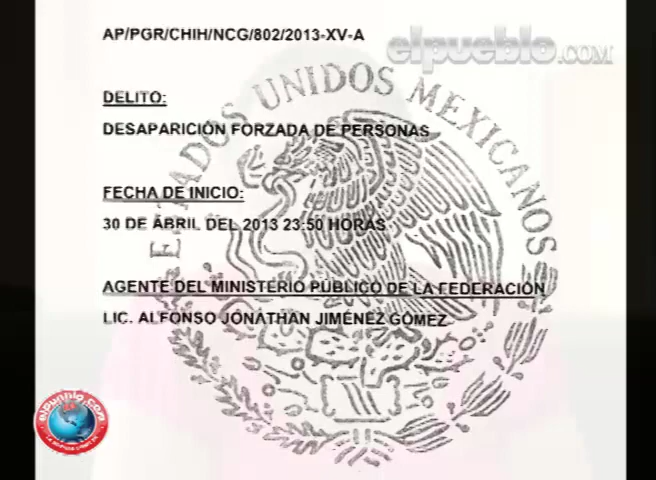 AP/PGR/CHIH/NCG/802/2013-XV-A
elpueblo.COM
ESTADOS UNIDOS MEXICANOS
DELITO:
DESAPARICIÓN FORZADA DE PERSONAS
FECHA DE INICIO:
30 DE ABRIL DEL 2013 23:50 HORAS
AGENTE DEL MINISTERIO PÚBLICO DE LA FEDERACIÓN
LIC. ALFONSO JONATHAN JIMÉNEZ GÓMEZ
elpueblo.com